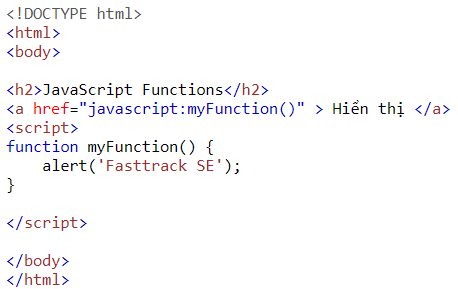 <!DOCTYPE html>
<html>
<body>
<h2>JavaScript Functions</h2>
<a href="javascript:myFunction()" > Hiển thị </a>
<script>
function myFunction() {
    alert('Fasttrack SE');
}
</script>
</body>
</html>